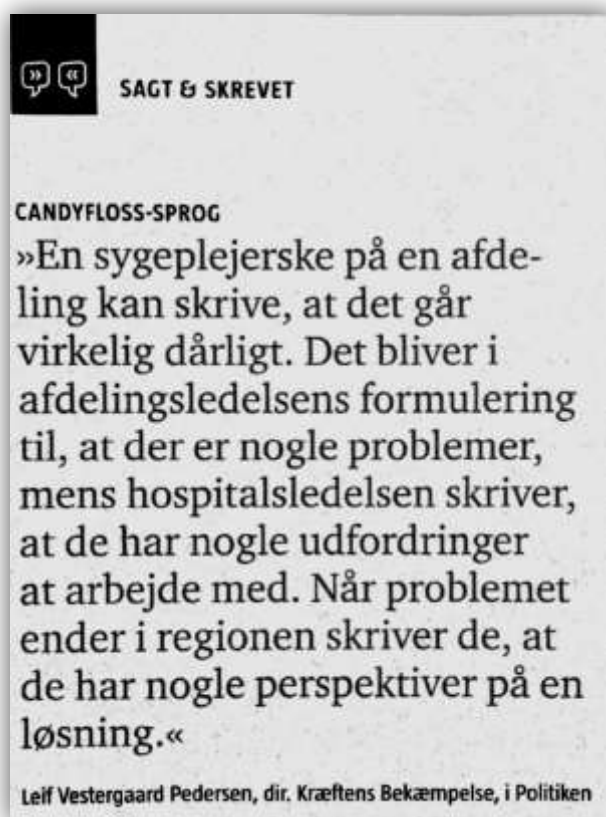 » «
SAGT & SKREVET
CANDYFLOSS-SPROG
»En sygeplejerske på en afde-
ling kan skrive, at det går
virkelig dårligt. Det bliver i
afdelingsledelsens formulering
til, at der er nogle problemer,
mens hospitalsledelsen skriver,
at de har nogle udfordringer
at arbejde med. Når problemet
ender i regionen skriver de, at
de har nogle perspektiver på en
løsning.«
Leif Vestergaard Pedersen, dir. Kræftens Bekæmpelse, i Politiken